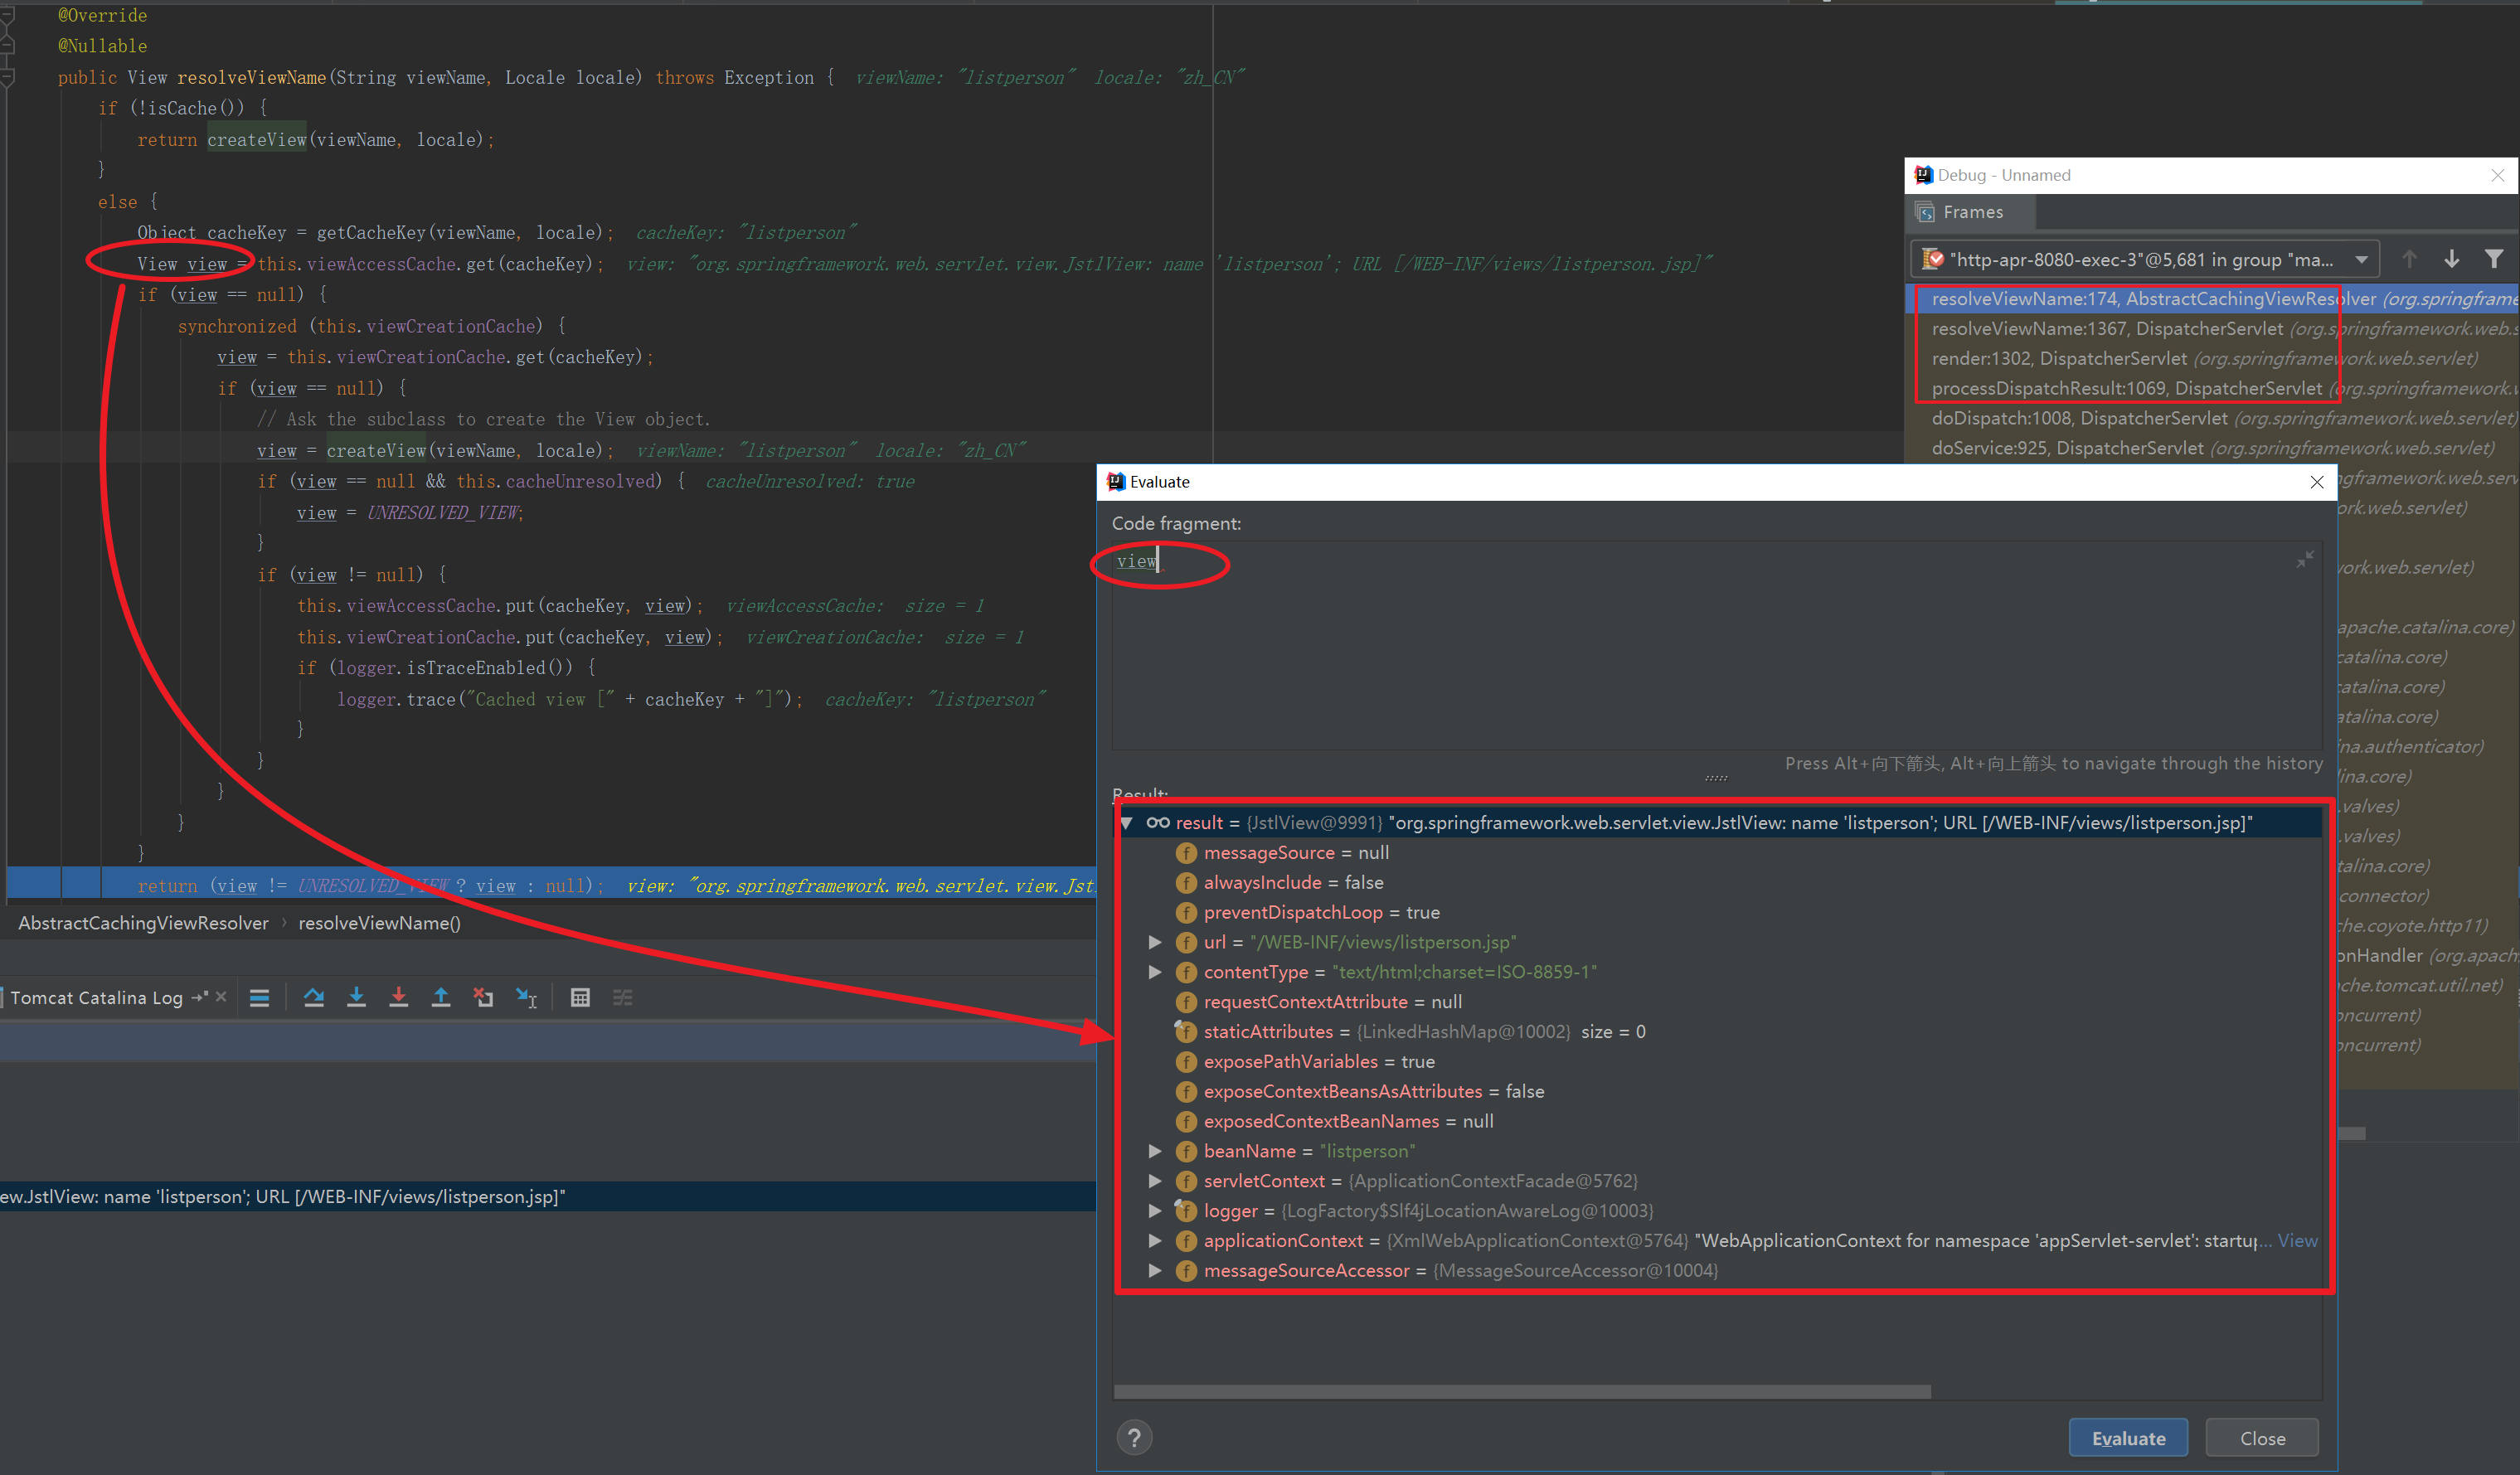 @Override
@Nullable
public View resolveViewName(String viewName, Locale locale) throws Exception {  viewName: "listperson"  locale: "zh_CN"
if (!isCache()) {
return createView(viewName, locale);
}
else {
Object cacheKey = getCacheKey(viewName, locale);  cacheKey: "listperson"
View view = this.viewAccessCache.get(cacheKey);  view: "org.springframework.web.servlet.view.JstlView: name 'listperson'; URL [/WEB-INF/views/listperson.jsp]"
if (view == null) {
synchronized (this.viewCreationCache) {
view = this.viewCreationCache.get(cacheKey);
if (view == null) {
// Ask the subclass to create the View object.
view = createView(viewName, locale);  viewName: "listperson"  locale: "zh_CN"
if (view == null && this.cacheUnresolved) {  cacheUnresolved: true
view = UNRESOLVED_VIEW;
}
if (view != null) {
this.viewAccessCache.put(cacheKey, view);  viewAccessCache:  size = 1
this.viewCreationCache.put(cacheKey, view);  viewCreationCache:  size = 1
if (logger.isTraceEnabled()) {
logger.trace("Cached view [" + cacheKey + "]");  cacheKey: "listperson"
}
}
}
}
}
return (view != UNRESOLVED_VIEW ? view : null);  view: "org.springframework.web.servlet.view.Jstl
AbstractCachingViewResolver › resolveViewName()
Tomcat Catalina Log
ew.JstlView: name 'listperson'; URL [/WEB-INF/views/listperson.jsp]"
Debug - Unnamed
Frames
"http-apr-8080-exec-3"@5,681 in group "ma...
resolveViewName:174, AbstractCachingViewResolver (org.springframe
resolveViewName:1367, DispatcherServlet (org.springframework.web.s
render:1302, DispatcherServlet (org.springframework.web.servlet)
processDispatchResult:1069, DispatcherServlet (org.springframework.
doDispatch:1008, DispatcherServlet (org.springframework.web.servlet)
doService:925, DispatcherServlet (org.springframework.web.servlet)
ngframework.web.serv
ork.web.servlet)
work.web.servlet)
apache.catalina.core)
catalina.core)
catalina.core)
atalina.core)
ina.authenticator)
lina.core)
.valves)
.valves)
talina.core)
connector)
che.coyote.http11)
onHandler (org.apach
che.tomcat.util.net)
oncurrent)
oncurrent)
Evaluate
Code fragment:
view
Press Alt+向下箭头, Alt+向上箭头 to navigate through the history
Result:
result = {JstlView@9991} "org.springframework.web.servlet.view.JstlView: name 'listperson'; URL [/WEB-INF/views/listperson.jsp]"
messageSource = null
alwaysInclude = false
preventDispatchLoop = true
url = "/WEB-INF/views/listperson.jsp"
contentType = "text/html;charset=ISO-8859-1"
requestContextAttribute = null
staticAttributes = {LinkedHashMap@10002}  size = 0
exposePathVariables = true
exposeContextBeansAsAttributes = false
exposedContextBeanNames = null
beanName = "listperson"
servletContext = {ApplicationContextFacade@5762}
logger = {LogFactory$Slf4jLocationAwareLog@10003}
applicationContext = {XmlWebApplicationContext@5764} "WebApplicationContext for namespace 'appServlet-servlet': startup... View
messageSourceAccessor = {MessageSourceAccessor@10004}
?
Evaluate
Close